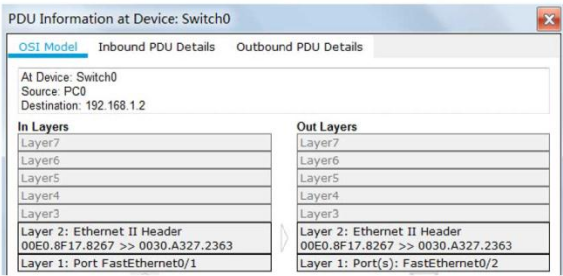 PDU Information at Device: Switch0
OSI Model Inbound PDU Details Outbound PDU Details
At Device: Switch0
Source: PC0
Destination: 192.168.1.2
In Layers
Layer7
Layer6
Layer5
Layer4
Layer3
Layer 2: Ethernet II Header
00E0.8F17.8267 >> 0030.A327.2363
Layer 1: Port FastEthernet0/1
Out Layers
Layer7
Layer6
Layer5
Layer4
Layer3
Layer 2: Ethernet II Header
00E0.8F17.8267 >> 0030.A327.2363
Layer 1: Port(s): FastEthernet0/2